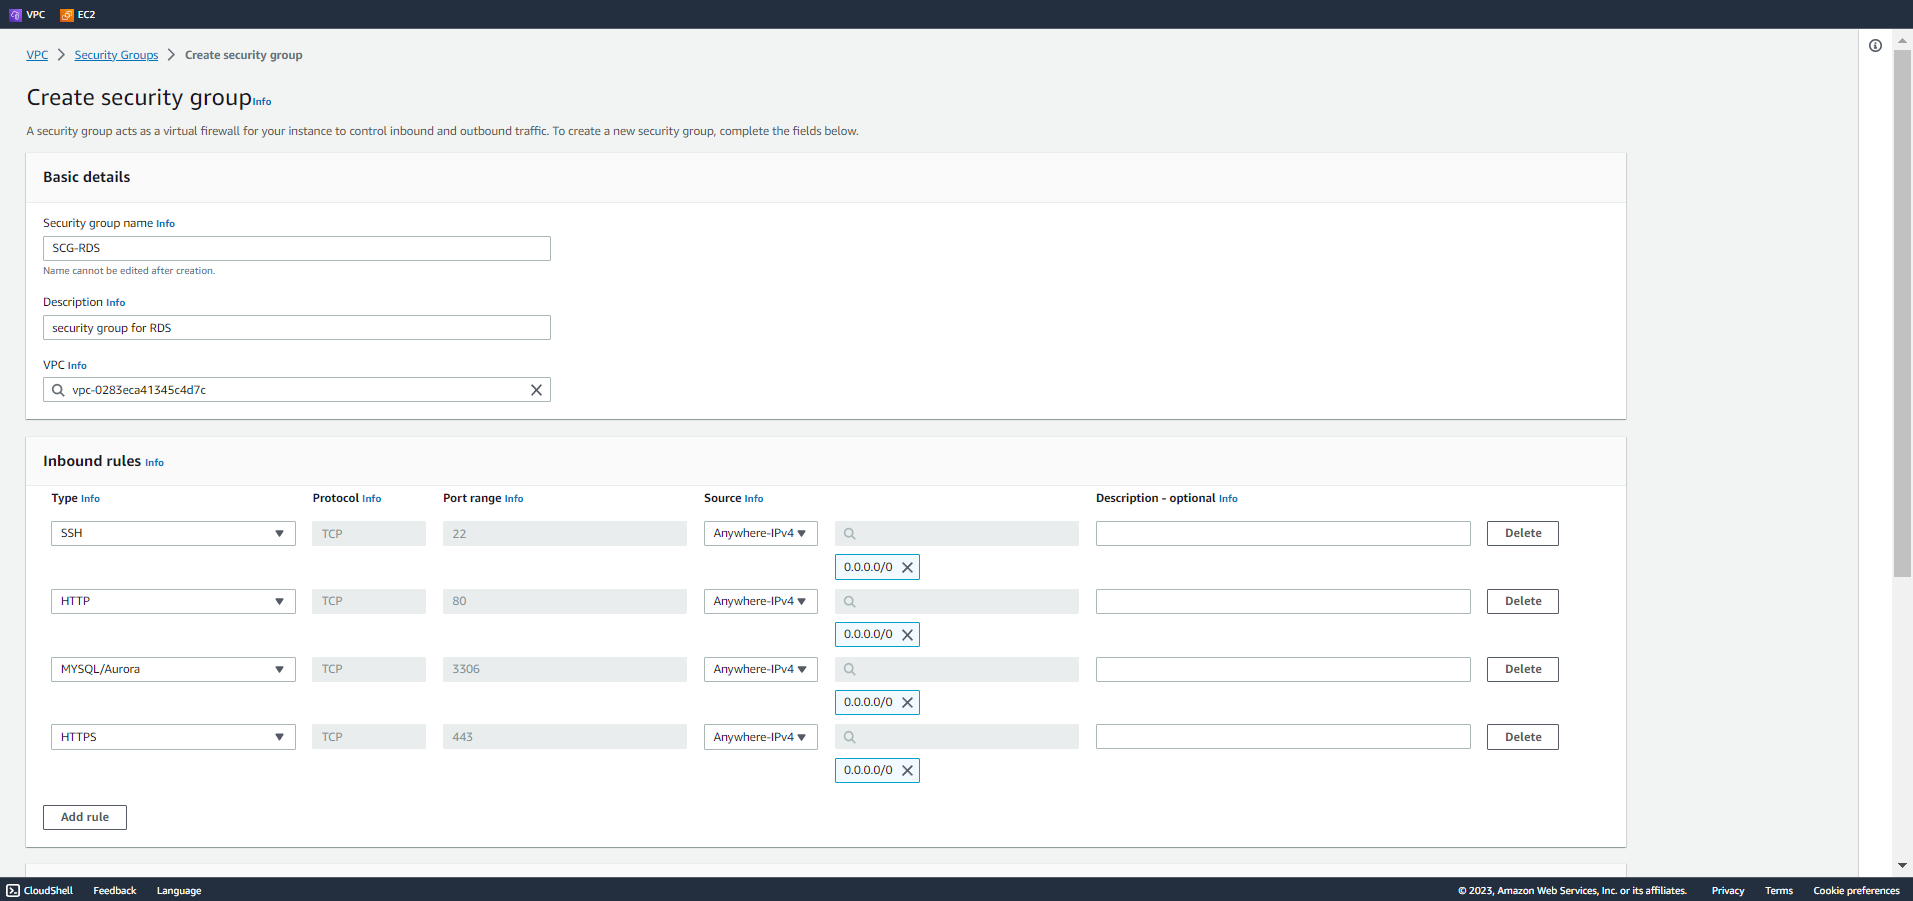 VPC EC2
VPC Security Groups Create security group
Create security group Info
A security group acts as a virtual firewall for your instance to control inbound and outbound traffic. To create a new security group, complete the fields below.
Basic details
Security group name Info
SCG-RDS
Name cannot be edited after creation.
Description Info
security group for RDS
VPC Info
vpc-0283eca41345c4d7c
Inbound rules Info
Type Info Protocol Info Port range Info Source Info Description - optional Info
SSH TCP 22 Anywhere-IPv4 Delete
0.0.0.0/0
HTTP TCP 80 Anywhere-IPv4 Delete
0.0.0.0/0
MYSQL/Aurora TCP 3306 Anywhere-IPv4 Delete
0.0.0.0/0
HTTPS TCP 443 Anywhere-IPv4 Delete
0.0.0.0/0
Add rule
CloudShell Feedback Language © 2023, Amazon Web Services, Inc. or its affiliates. Privacy Terms Cookie preferences